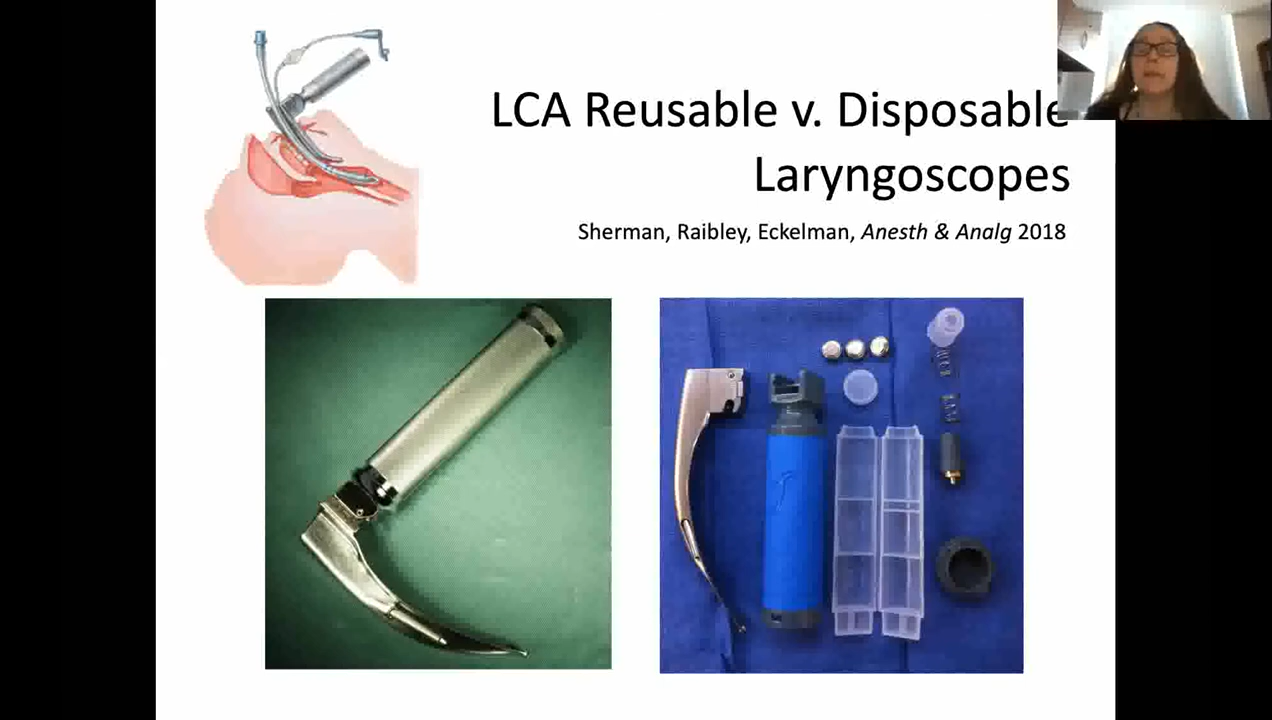 LCA Reusable v. Disposable
Laryngoscopes
Sherman, Raibley, Eckelman, Anesth & Analg 2018